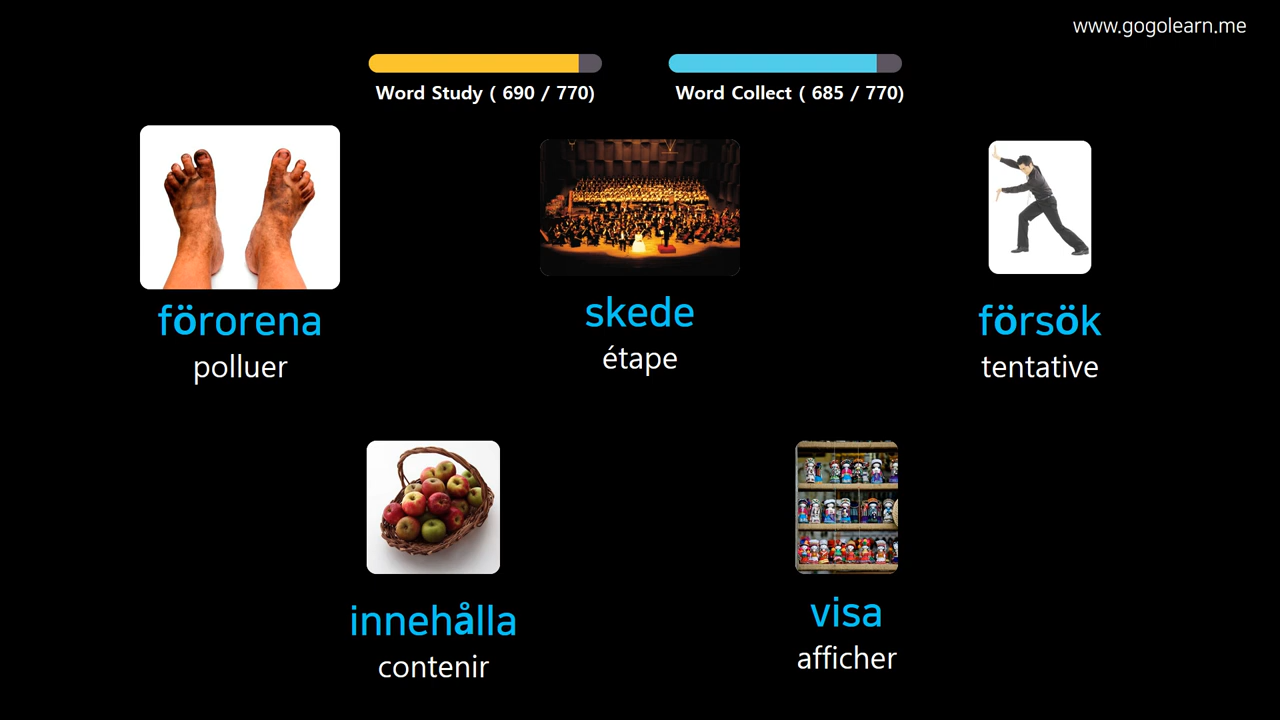 www.gogolearn.me
Word Study ( 690 / 770)
Word Collect ( 685 / 770)
förorena
polluer
skede
étape
försök
tentative
innehålla
contenir
visa
afficher